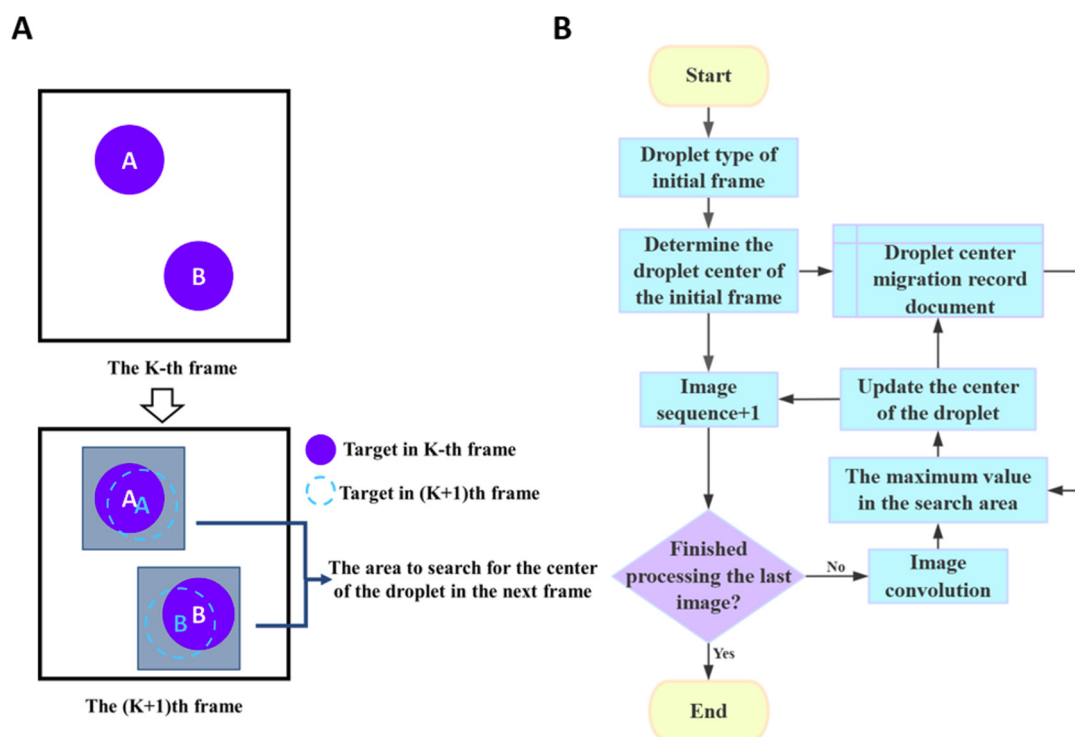 A
A
B
The K-th frame
A
A
B
B
The (K+1)th frame
Target in K-th frame
Target in (K+1)th frame
The area to search for the center
of the droplet in the next frame
B
Start
Droplet type of
initial frame
Determine the
droplet center of
the initial frame
Droplet center
migration record
document
Image
sequence+1
Update the center
of the droplet
The maximum value
in the search area
Finished
processing the last
image?
No
Image
convolution
Yes
End